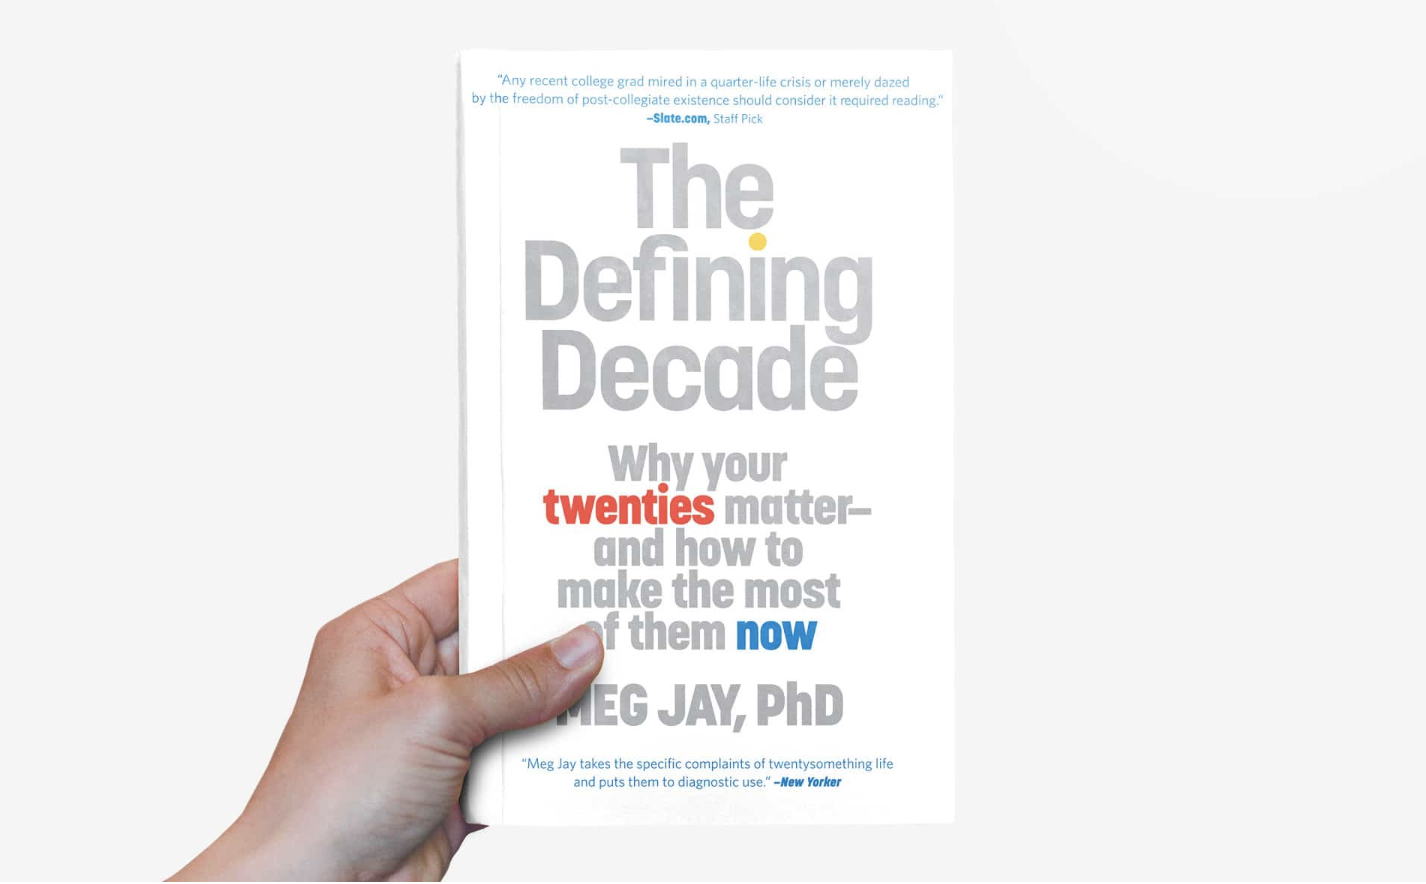 “Any recent college grad mired in a quarter-life crisis or merely dazed
by the freedom of post-collegiate existence should consider it required reading.”
–Slate.com, Staff Pick
The
Defining
Decade
Why your
twenties matter–
and how to
make the most
of them now
MEG JAY, PhD
“Meg Jay takes the specific complaints of twentysomething life
and puts them to diagnostic use.” –New Yorker